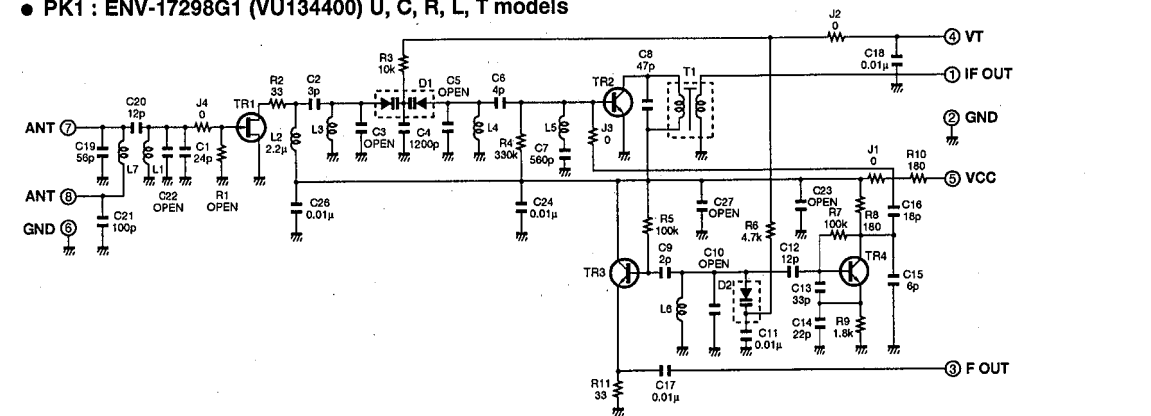 ● PK1 : ENV-17298G1 (VU134400) U, C, R, L, T models
J2
0
④ VT
C18
0.01µ
① IF OUT
② GND
R3
10k
D1
C5
OPEN
C6
4p
C8
47p
T1
TR2
R2
33
C2
3p
C20
12p
J4
0
TR1
ANT ⑦
C19
56p
L7
L1
C1
24p
C22
OPEN
R1
OPEN
L2
2.2µ
L3
C3
OPEN
C4
1200p
L4
R4
330k
L5
C7
560p
J3
0
J1
0
R10
180
⑤ VCC
ANT ⑧
C21
100p
GND ⑥
C26
0.01µ
C24
0.01µ
C27
OPEN
C23
OPEN
R7
100k
R8
180
C16
18p
R5
100k
R6
4.7k
C9
2p
C10
OPEN
C12
12p
TR4
TR3
D2
L6
C13
33p
C15
6p
C11
0.01µ
C14
22p
R9
1.8k
R11
33
C17
0.01µ
③ F OUT